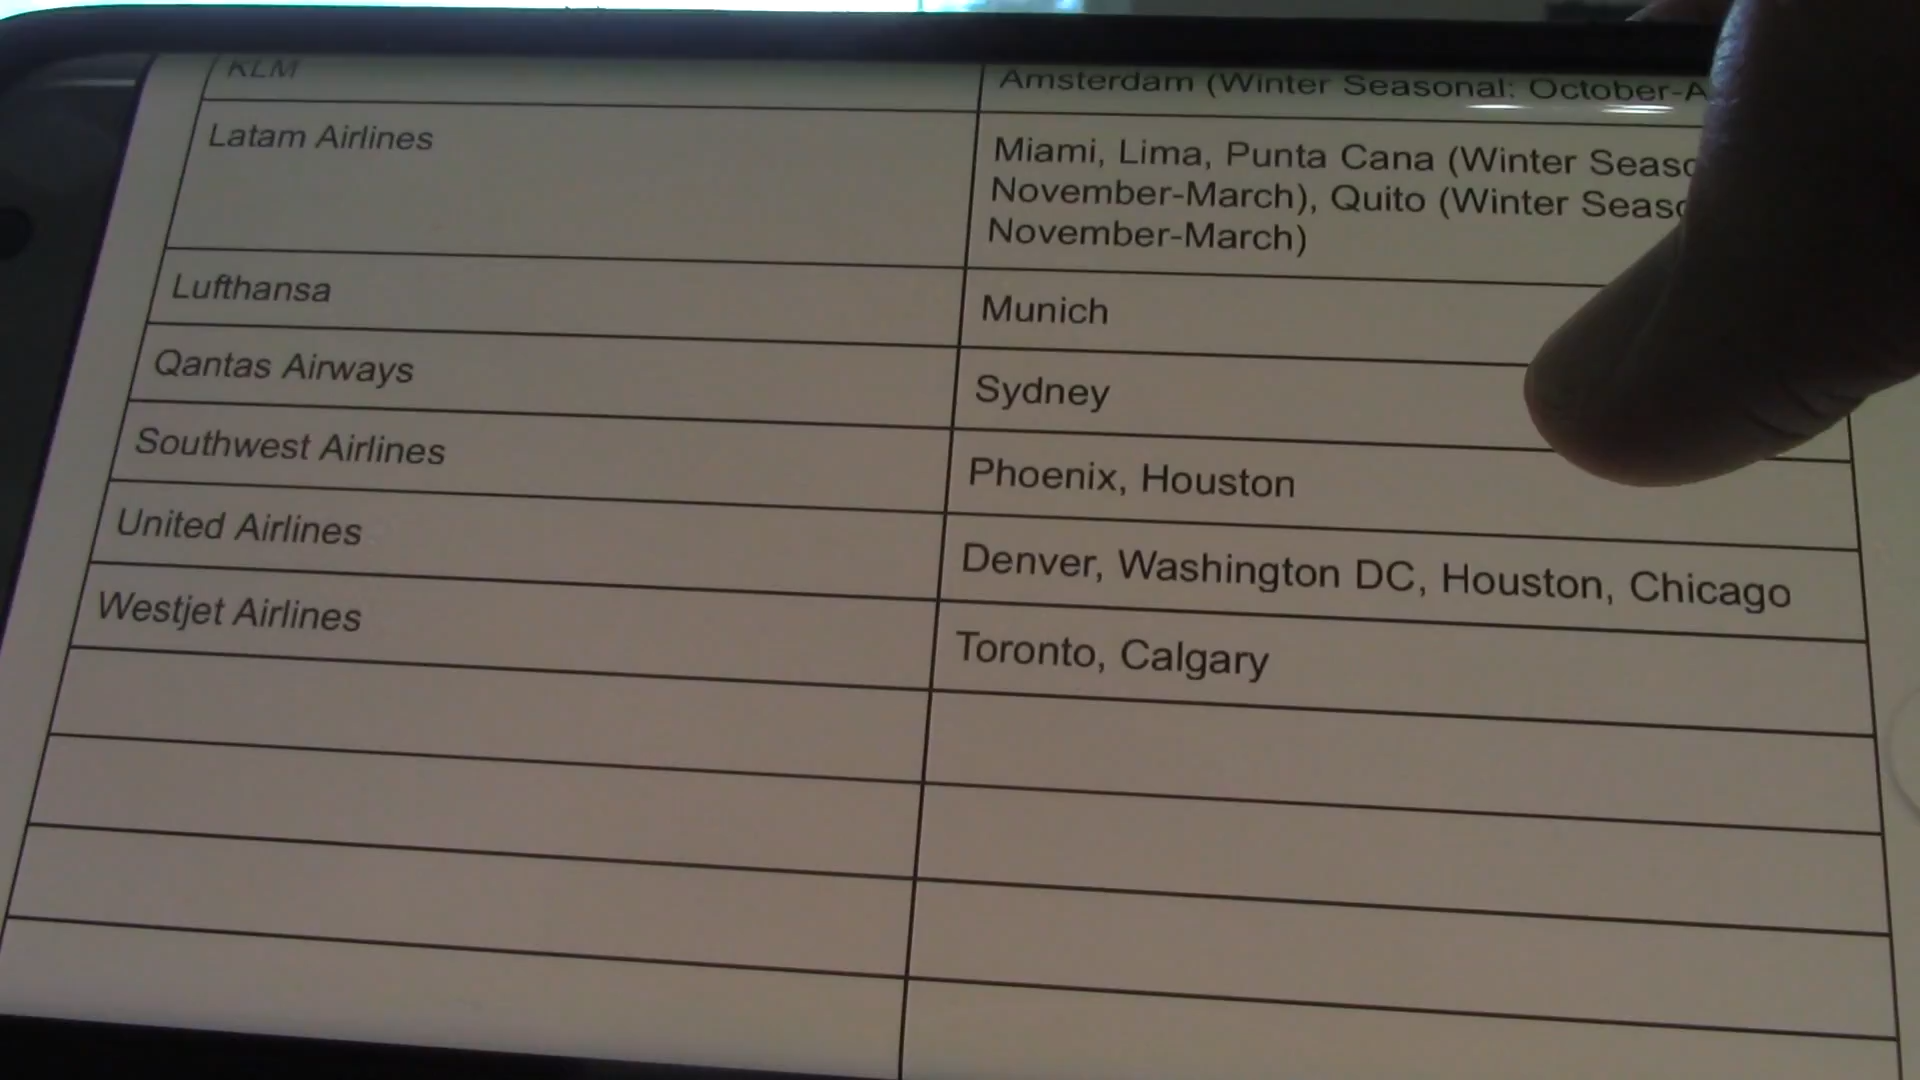 KLM
Amsterdam (Winter Seasonal: October-A
Latam Airlines
Miami, Lima, Punta Cana (Winter Seaso
November-March), Quito (Winter Seaso
November-March)
Lufthansa
Munich
Qantas Airways
Sydney
Southwest Airlines
Phoenix, Houston
United Airlines
Denver, Washington DC, Houston, Chicago
Westjet Airlines
Toronto, Calgary